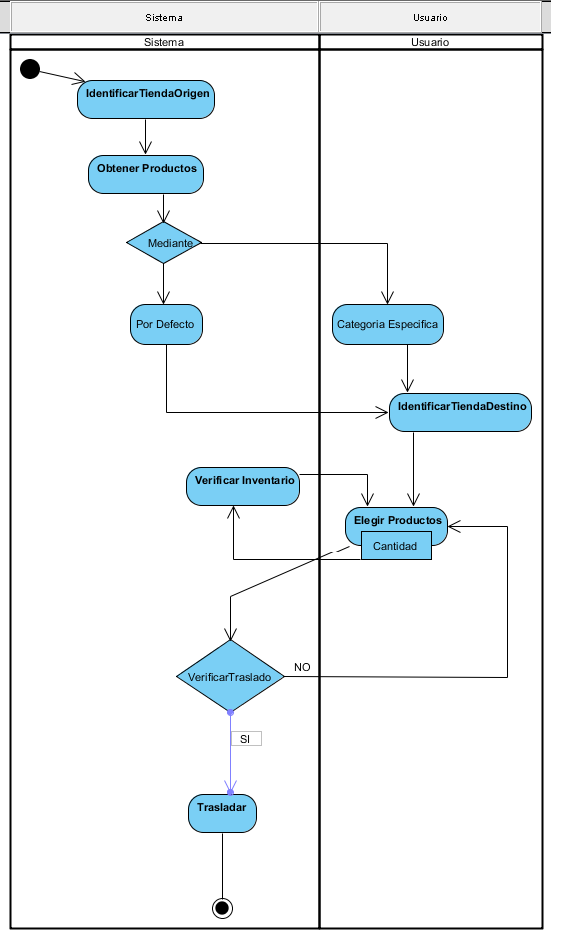 Sistema
Usuario
Sistema
Usuario
IdentificarTiendaOrigen
Obtener Productos
Mediante
Por Defecto
Categoria Especifica
IdentificarTiendaDestino
Verificar Inventario
Elegir Productos
Cantidad
VerificarTraslado
NO
SI
Trasladar